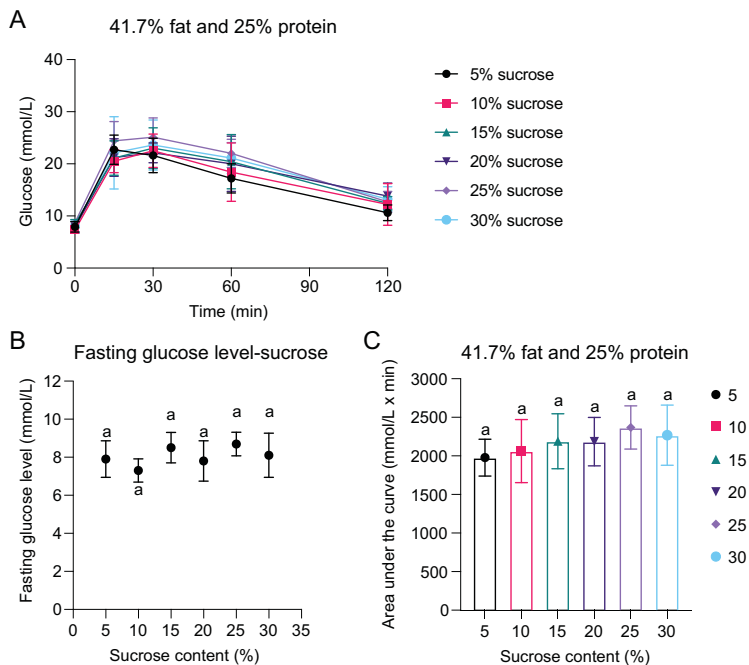 A
41.7% fat and 25% protein
Glucose (mmol/L)
40
30
20
10
0
0 30 60 90 120
Time (min)
5% sucrose
10% sucrose
15% sucrose
20% sucrose
25% sucrose
30% sucrose
B
Fasting glucose level-sucrose
Fasting glucose level (mmol/L)
12
10
8
6
4
2
0
a a a a a a
0 5 10 15 20 25 30 35
Sucrose content (%)
C
41.7% fat and 25% protein
Area under the curve (mmol/L x min)
3000
2500
2000
1500
1000
500
0
a a a a a a
5 10 15 20 25 30
Sucrose content (%)
5
10
15
20
25
30